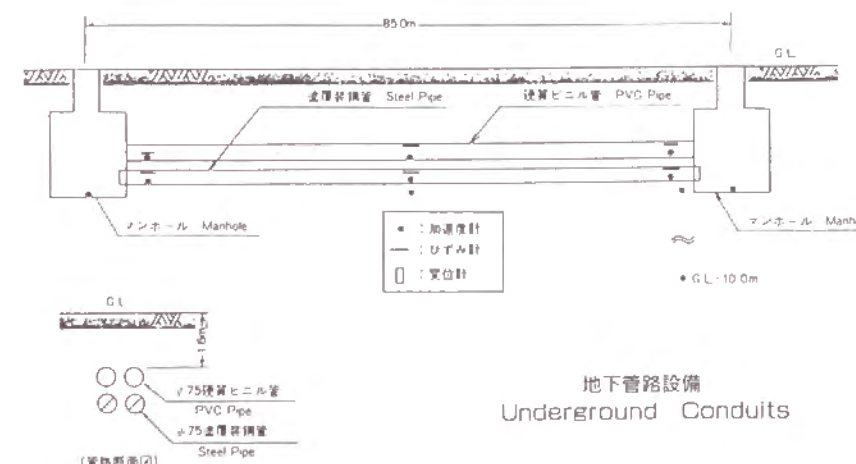 85.0m
G.L.
塗覆装鋼管 Steel Pipe
硬質ビニル管 PVC Pipe
マンホール Manhole
マンホール Manh
• : 加速度計
— : ひずみ計
▯ : 変位計
• G.L.-10.0m
G.L.
1.6m
φ75硬質ビニル管
PVC Pipe
φ75塗覆装鋼管
Steel Pipe
(管路断面図)
地下管路設備
Underground Conduits